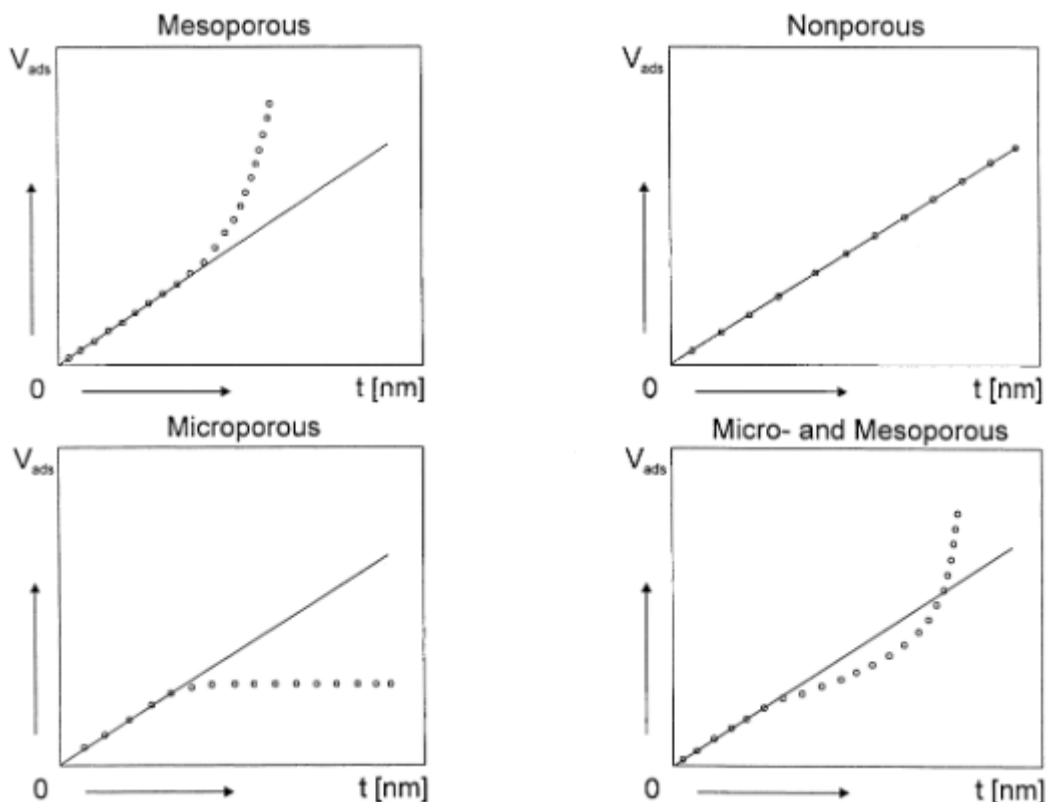 Mesoporous
V_ads
0
t [nm]
Nonporous
V_ads
0
t [nm]
Microporous
V_ads
0
t [nm]
Micro- and Mesoporous
V_ads
0
t [nm]